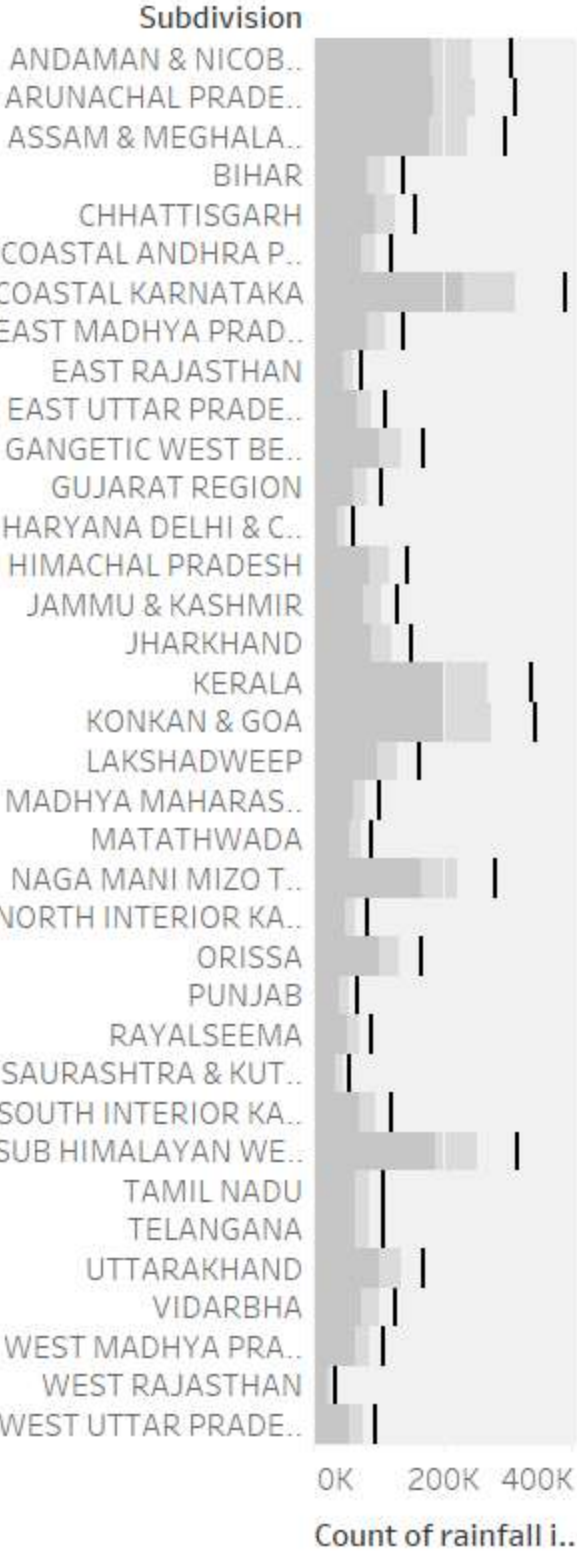 Subdivision
ANDAMAN & NICOB..
ARUNACHAL PRADE..
ASSAM & MEGHALA..
BIHAR
CHHATTISGARH
COASTAL ANDHRA P..
COASTAL KARNATAKA
EAST MADHYA PRAD..
EAST RAJASTHAN
EAST UTTAR PRADE..
GANGETIC WEST BE..
GUJARAT REGION
HARYANA DELHI & C..
HIMACHAL PRADESH
JAMMU & KASHMIR
JHARKHAND
KERALA
KONKAN & GOA
LAKSHADWEEP
MADHYA MAHARAS..
MATATHWADA
NAGA MANI MIZO T..
NORTH INTERIOR KA..
ORISSA
PUNJAB
RAYALSEEMA
SAURASHTRA & KUT..
SOUTH INTERIOR KA..
SUB HIMALAYAN WE..
TAMIL NADU
TELANGANA
UTTARAKHAND
VIDARBHA
WEST MADHYA PRA..
WEST RAJASTHAN
WEST UTTAR PRADE..
0K 200K 400K
Count of rainfall i..